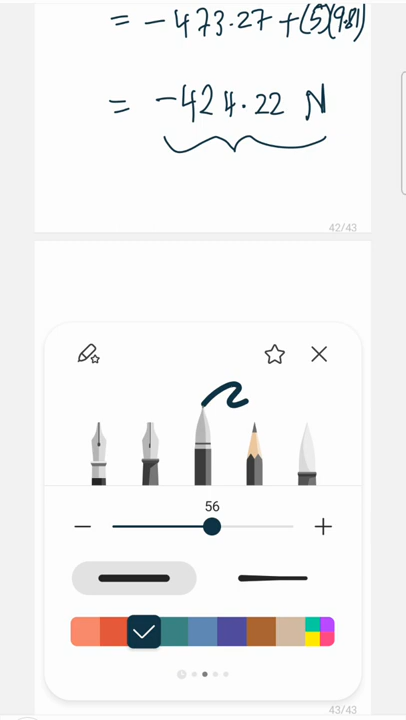 = -473.27 + (5)(9.81)
= -424.22 N
42/43
56
43/43